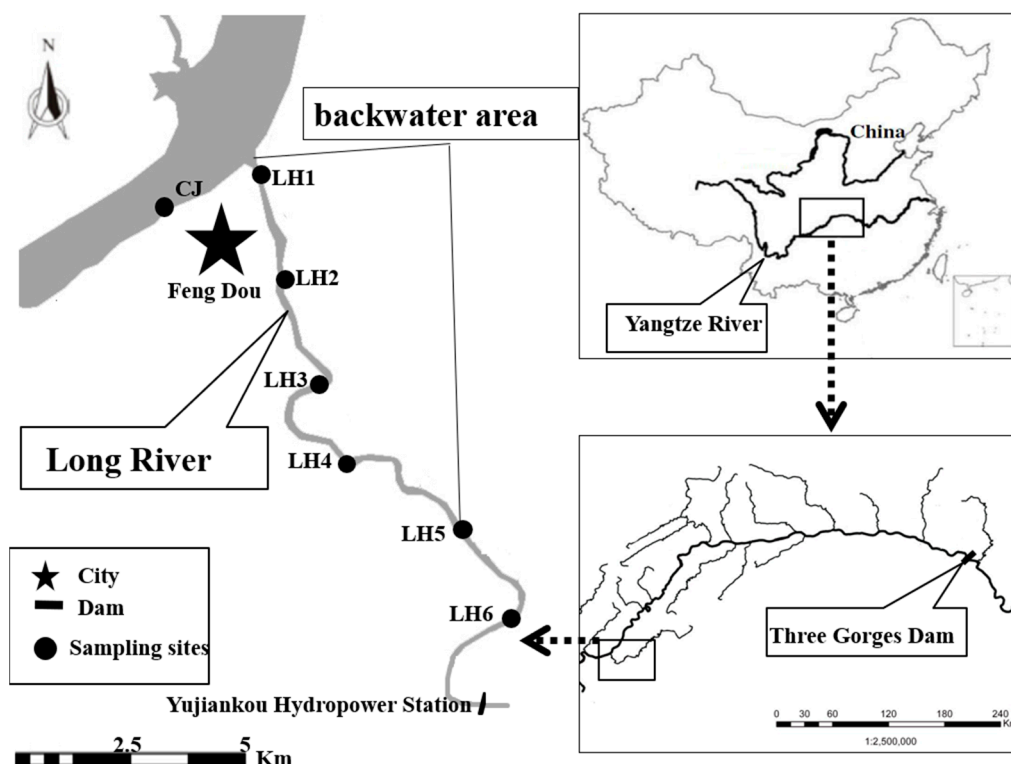 N
backwater area
China
CJ
LH1
Feng Dou
LH2
Yangtze River
LH3
Long River
LH4
LH5
City
Dam
LH6
Three Gorges Dam
Sampling sites
Yujiankou Hydropower Station
0 30 60 120 180 240
Km
1:2,500,000
2.5 5
Km